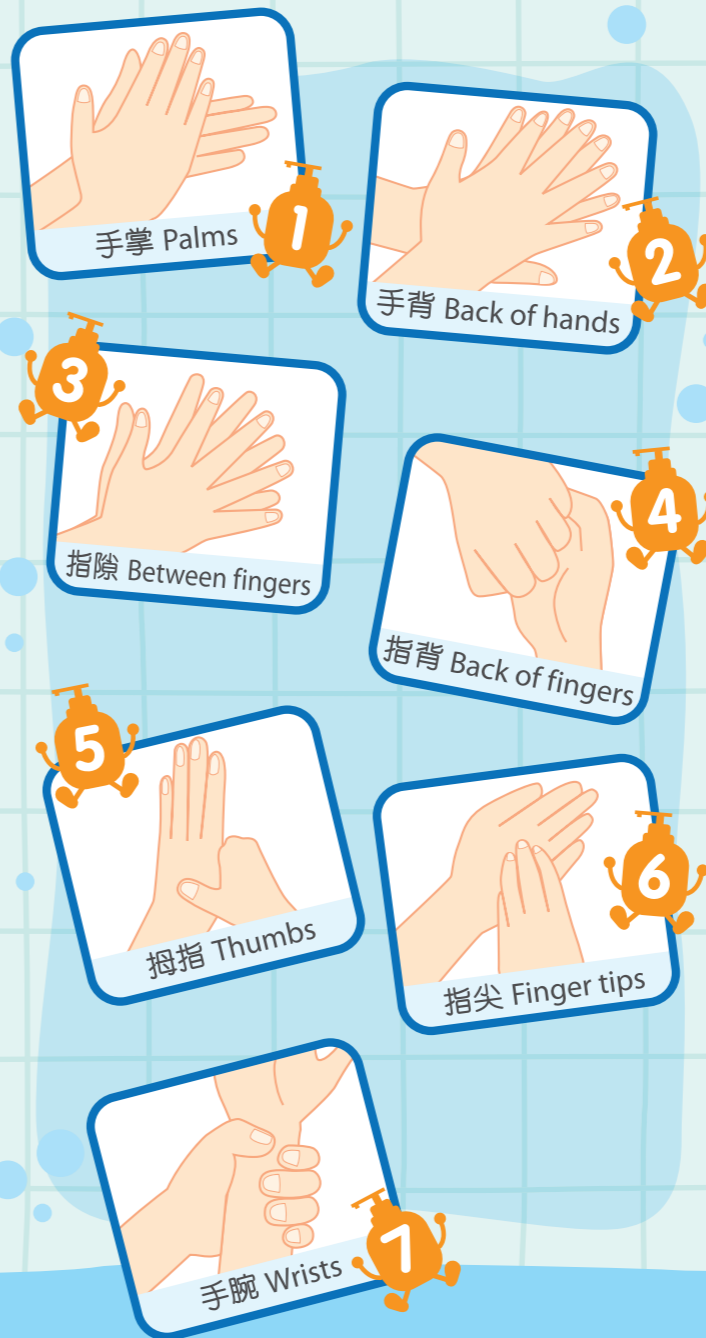 1
手掌 Palms
2
手背 Back of hands
3
指隙 Between fingers
4
指背 Back of fingers
5
拇指 Thumbs
6
指尖 Finger tips
7
手腕 Wrists